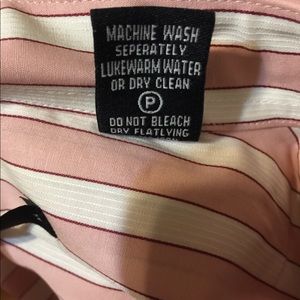 MACHINE WASH
SEPERATELY
LUKEWARM WATER
OR DRY CLEAN
P
DO NOT BLEACH
DRY FLATLYING